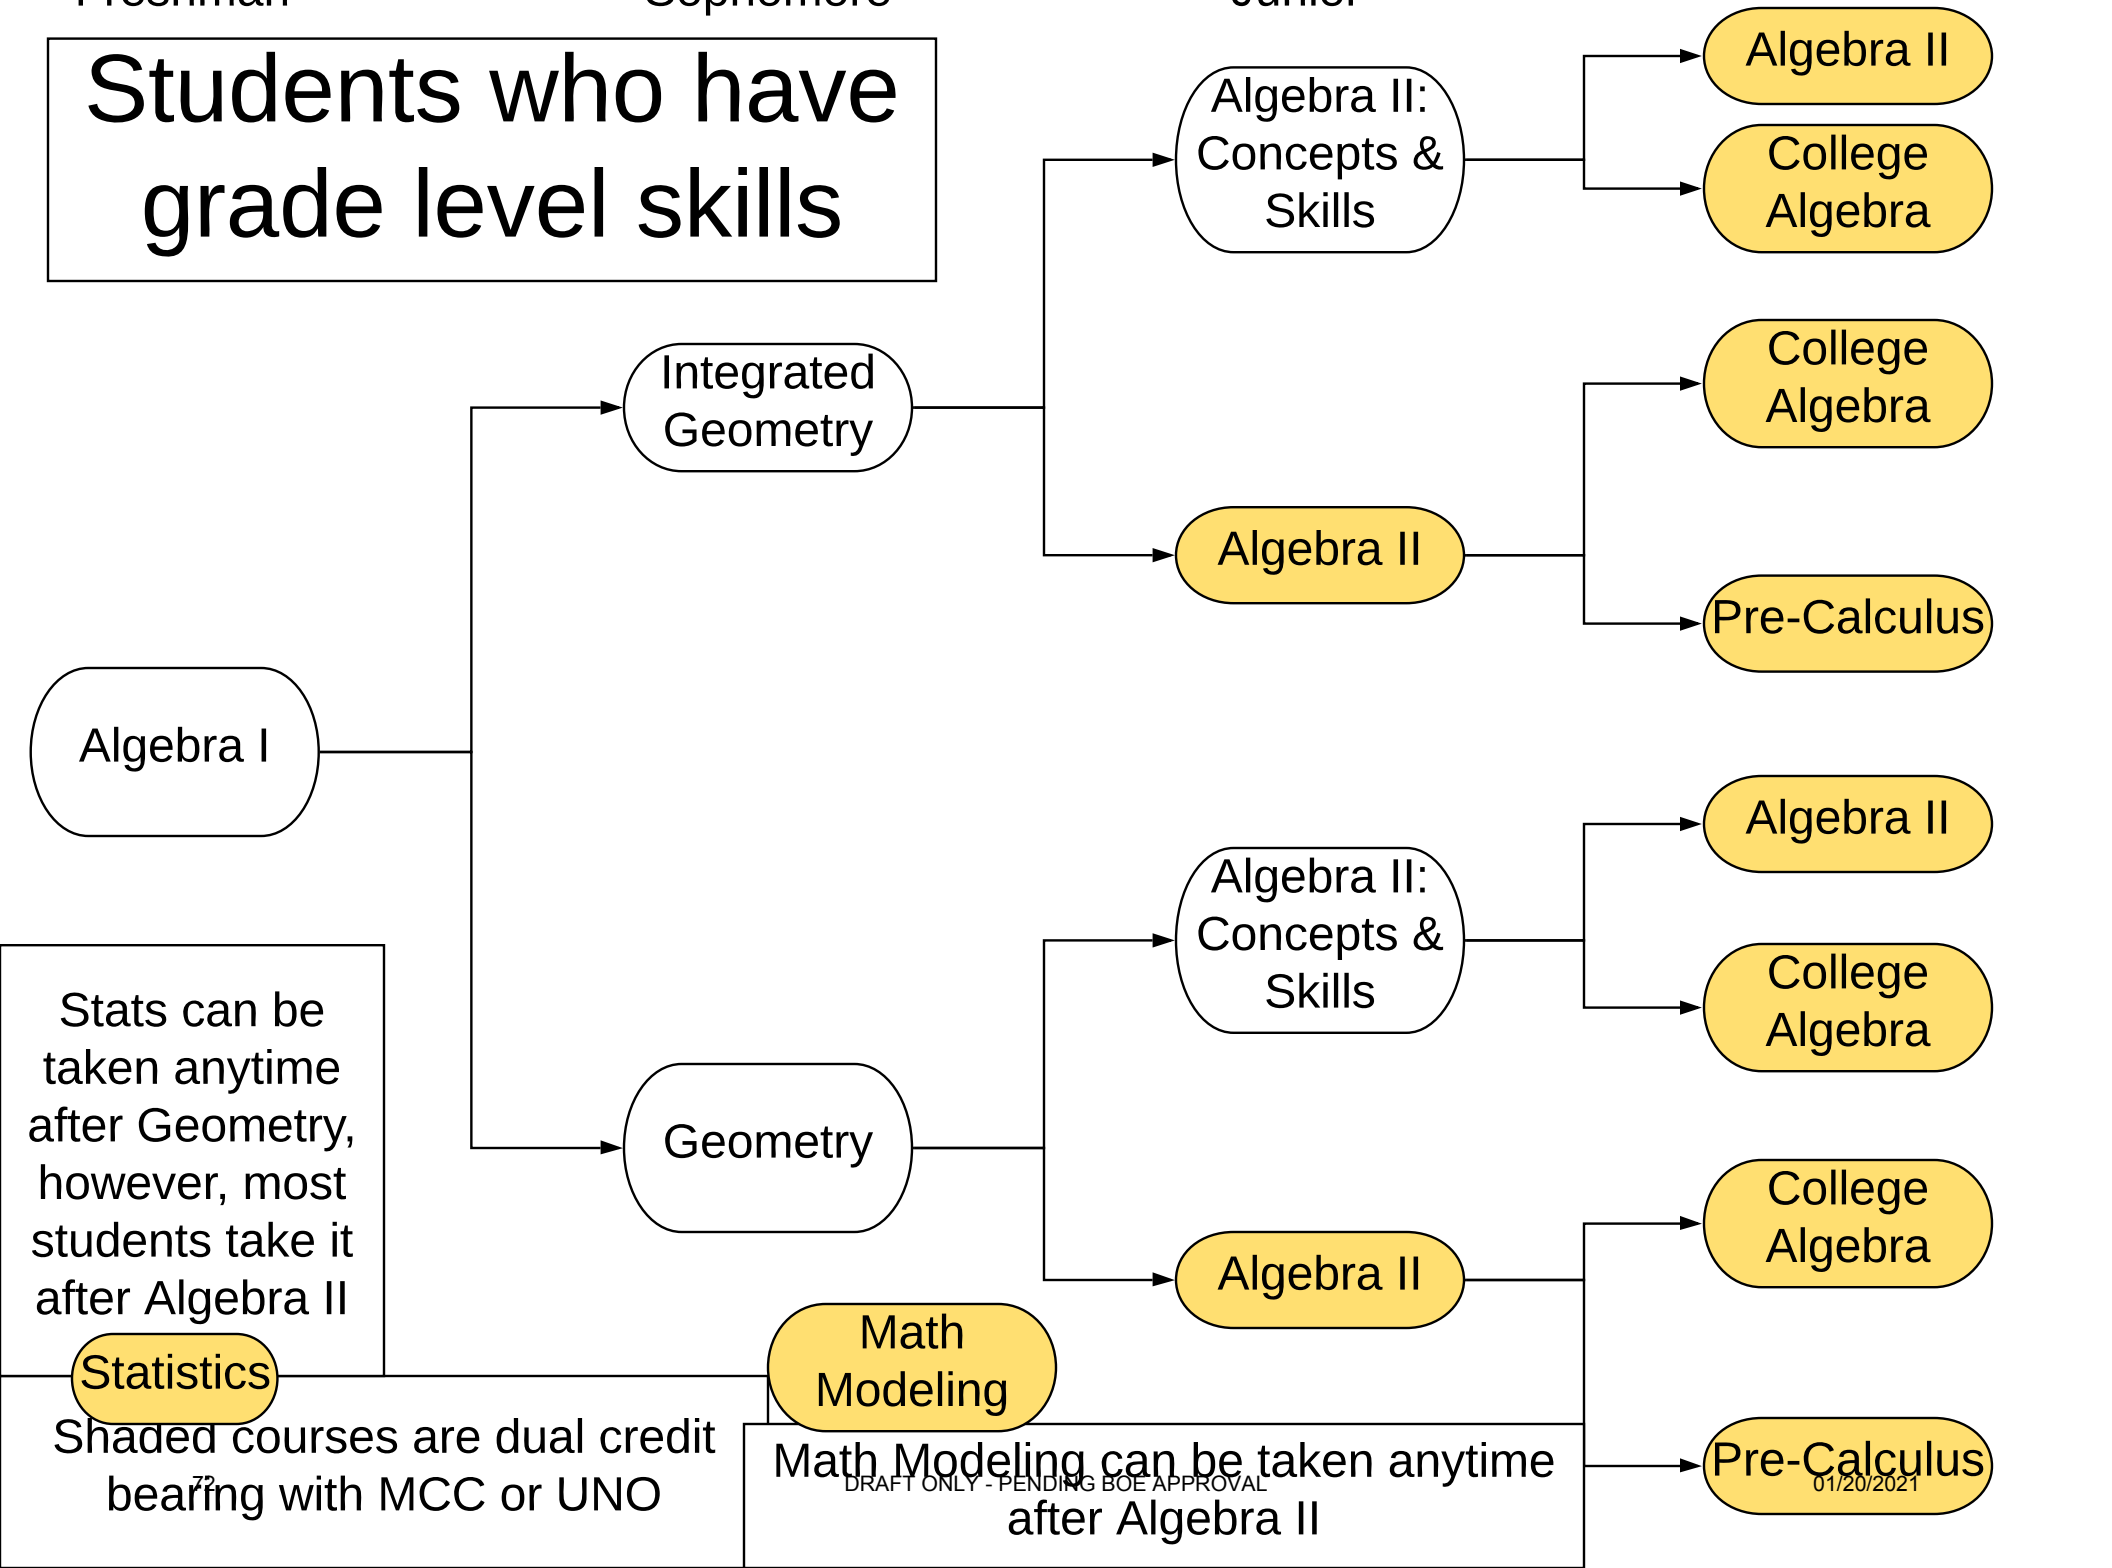 Freshman
Sophomore
Junior
Students who have
grade level skills
Algebra II:
Concepts &
Skills
Algebra II
College
Algebra
Integrated
Geometry
College
Algebra
Algebra II
Pre-Calculus
Algebra I
Algebra II
Algebra II:
Concepts &
Skills
College
Algebra
Geometry
Algebra II
College
Algebra
Pre-Calculus
Stats can be
taken anytime
after Geometry,
however, most
students take it
after Algebra II
Statistics
Math
Modeling
Shaded courses are dual credit
bearing with MCC or UNO
Math Modeling can be taken anytime
after Algebra II
72
DRAFT ONLY - PENDING BOE APPROVAL
01/20/2021